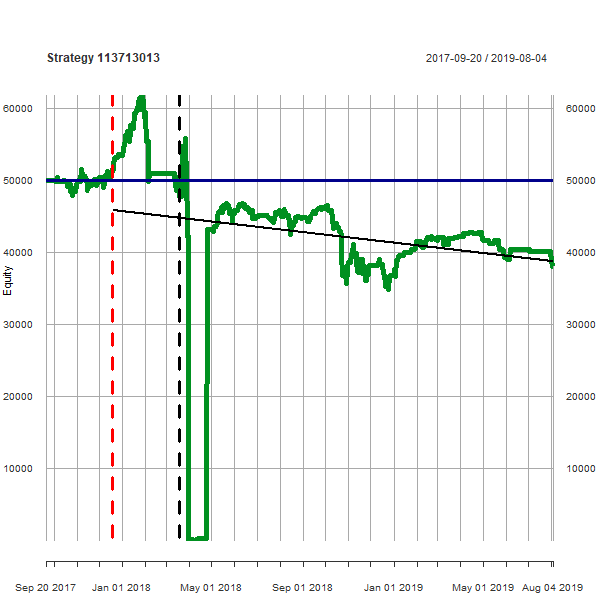 Strategy 113713013
2017-09-20 / 2019-08-04
60000
60000
50000
50000
40000
40000
30000
30000
20000
20000
10000
10000
Equity
Sep 20 2017
Jan 01 2018
May 01 2018
Sep 01 2018
Jan 01 2019
May 01 2019
Aug 04 2019